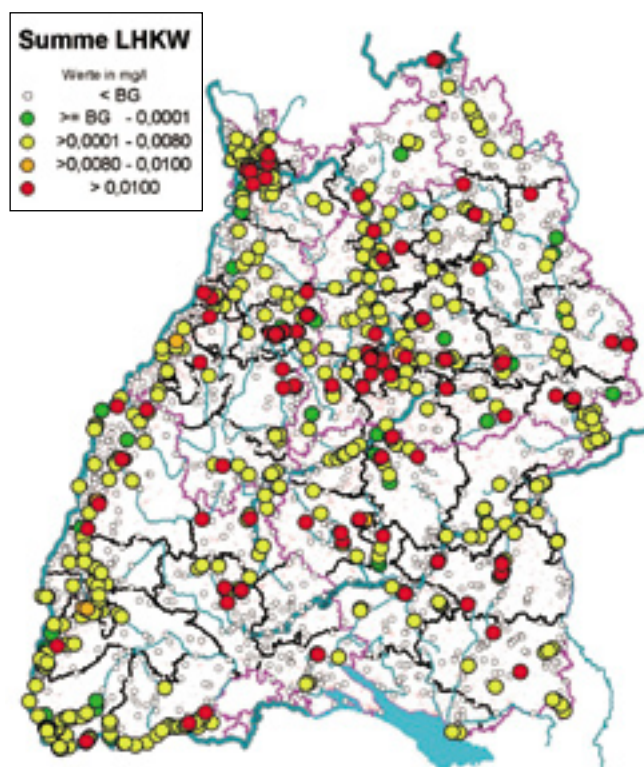 Summe LHKW
Werte in mg/l
< BG
>= BG - 0,0001
>0,0001 - 0,0080
>0,0080 - 0,0100
> 0,0100